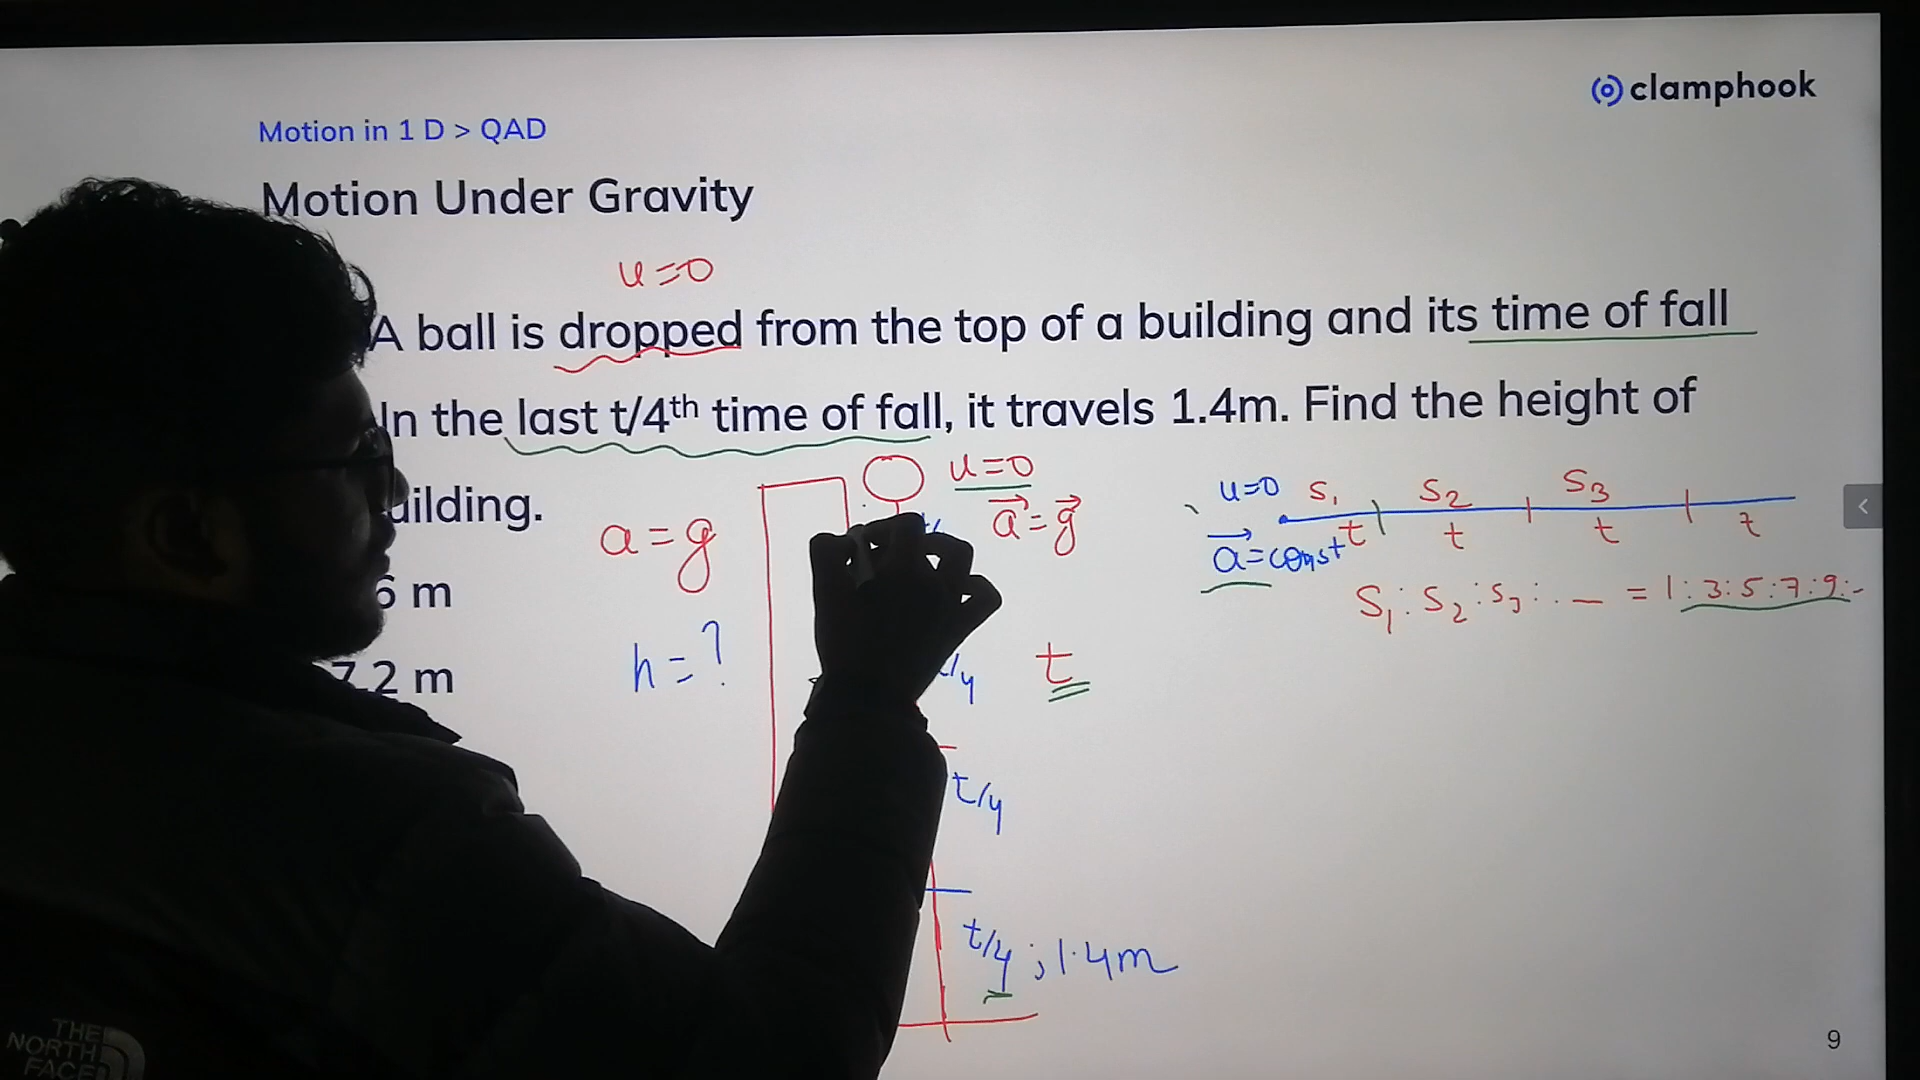 clamphook
Motion in 1 D > QAD
Motion Under Gravity
u=0
A ball is dropped from the top of a building and its time of fall
In the last t/4th time of fall, it travels 1.4m. Find the height of
uilding.
a=g
u=0
a=g
u=0 S1 S2 S3
a=const t t t t
S1:S2:S3:.. _ = 1:3:5:7:9:-
6 m
h=?
t
/4
7.2 m
t/4
t/4 ; 1.4m
THE
NORTH
FACE
9